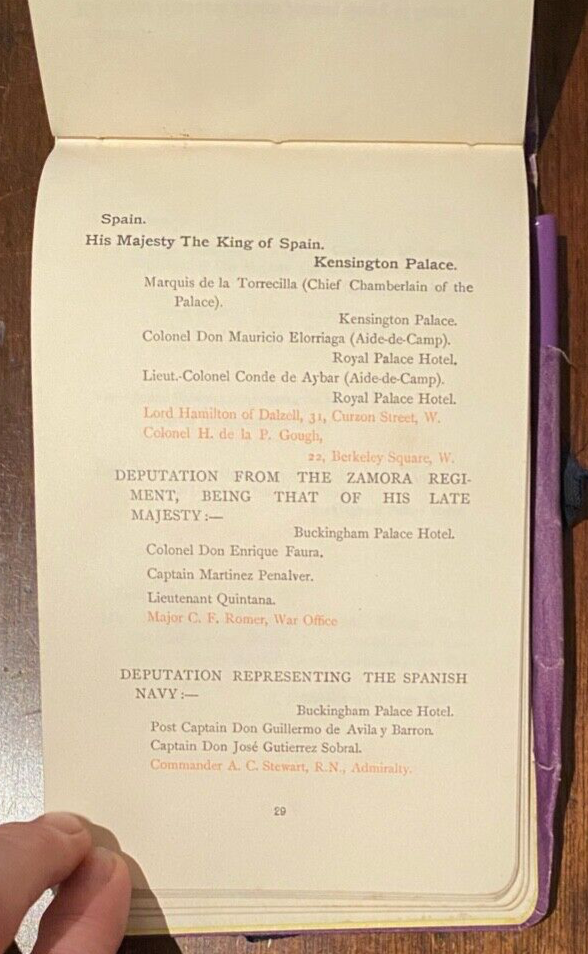 Spain.
His Majesty The King of Spain.
Kensington Palace.
Marquis de la Torrecilla (Chief Chamberlain of the
Palace).
Kensington Palace.
Colonel Don Mauricio Elorriaga (Aide-de-Camp).
Royal Palace Hotel.
Lieut.-Colonel Conde de Aybar (Aide-de-Camp).
Royal Palace Hotel.
Lord Hamilton of Dalzell, 31, Curzon Street, W.
Colonel H. de la P. Gough,
22, Berkeley Square, W.
DEPUTATION FROM THE ZAMORA REGI-
MENT, BEING THAT OF HIS LATE
MAJESTY:—
Buckingham Palace Hotel.
Colonel Don Enrique Faura.
Captain Martinez Penalver.
Lieutenant Quintana.
Major C. F. Romer, War Office
DEPUTATION REPRESENTING THE SPANISH
NAVY:—
Buckingham Palace Hotel.
Post Captain Don Guillermo de Avila y Barron.
Captain Don José Gutierrez Sobral.
Commander A. C. Stewart, R.N., Admiralty.
29